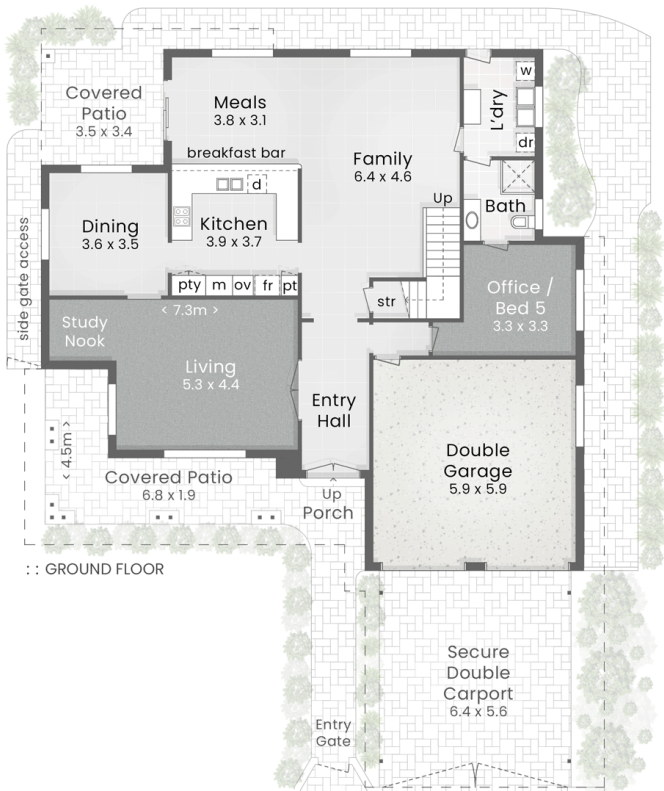 Covered
Patio
3.5 x 3.4
Meals
3.8 x 3.1
breakfast bar
Family
6.4 x 4.6
L'dry
w
dr
d
Bath
Up
Dining
3.6 x 3.5
Kitchen
3.9 x 3.7
side gate access
pty
m
ov
fr
pt
str
Office /
Bed 5
3.3 x 3.3
Study
Nook
< 7.3m >
Living
5.3 x 4.4
Entry
Hall
< 4.5m >
Covered Patio
6.8 x 1.9
Double
Garage
5.9 x 5.9
Up
Porch
:: GROUND FLOOR
Secure
Double
Carport
6.4 x 5.6
Entry
Gate